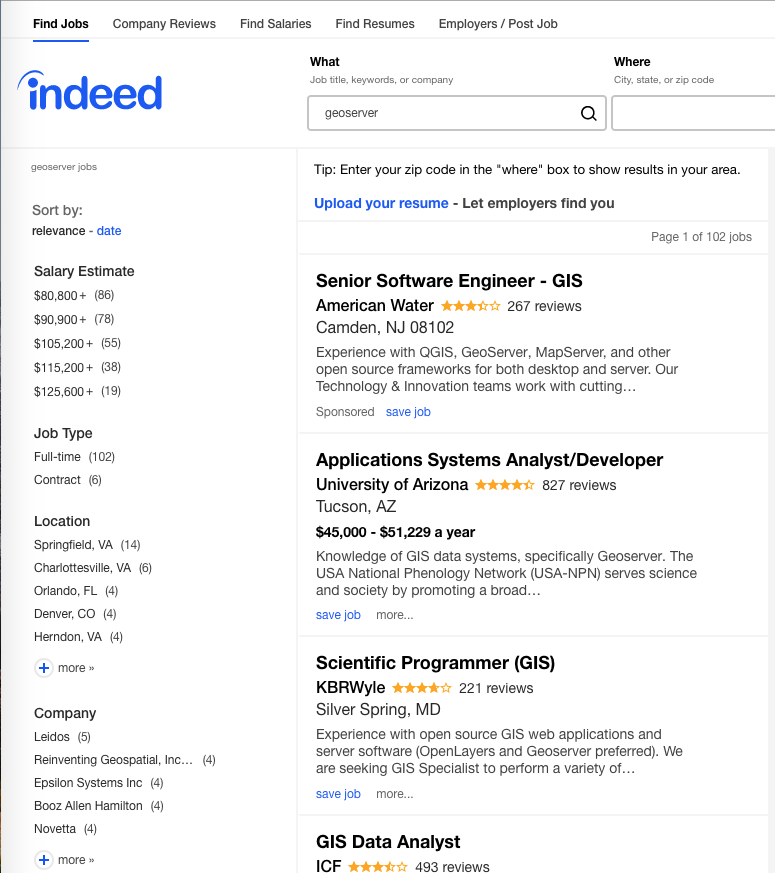 Find Jobs Company Reviews Find Salaries Find Resumes Employers / Post Job
indeed
What
Job title, keywords, or company
geoserver
Where
City, state, or zip code
geoserver jobs
Sort by:
relevance - date
Salary Estimate
$80,800+ (86)
$90,900+ (78)
$105,200+ (55)
$115,200+ (38)
$125,600+ (19)
Job Type
Full-time (102)
Contract (6)
Location
Springfield, VA (14)
Charlottesville, VA (6)
Orlando, FL (4)
Denver, CO (4)
Herndon, VA (4)
+ more »
Company
Leidos (5)
Reinventing Geospatial, Inc… (4)
Epsilon Systems Inc (4)
Booz Allen Hamilton (4)
Novetta (4)
+ more »
Tip: Enter your zip code in the "where" box to show results in your area.
Upload your resume - Let employers find you
Page 1 of 102 jobs
Senior Software Engineer - GIS
American Water 267 reviews
Camden, NJ 08102
Experience with QGIS, GeoServer, MapServer, and other
open source frameworks for both desktop and server. Our
Technology & Innovation teams work with cutting…
Sponsored save job
Applications Systems Analyst/Developer
University of Arizona 827 reviews
Tucson, AZ
$45,000 - $51,229 a year
Knowledge of GIS data systems, specifically Geoserver. The
USA National Phenology Network (USA-NPN) serves science
and society by promoting a broad…
save job more...
Scientific Programmer (GIS)
KBRWyle 221 reviews
Silver Spring, MD
Experience with open source GIS web applications and
server software (OpenLayers and Geoserver preferred). We
are seeking GIS Specialist to perform a variety of…
save job more...
GIS Data Analyst
ICF 493 reviews